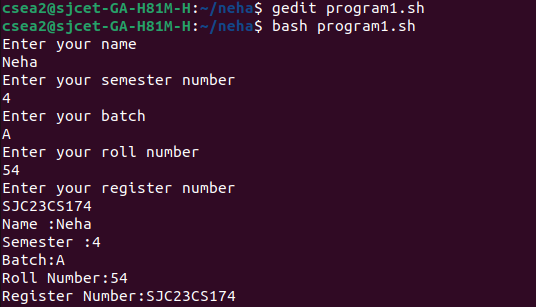 csea2@sjcet-GA-H81M-H:~/neha$ gedit program1.sh
csea2@sjcet-GA-H81M-H:~/neha$ bash program1.sh
Enter your name
Neha
Enter your semester number
4
Enter your batch
A
Enter your roll number
54
Enter your register number
SJC23CS174
Name :Neha
Semester :4
Batch:A
Roll Number:54
Register Number:SJC23CS174